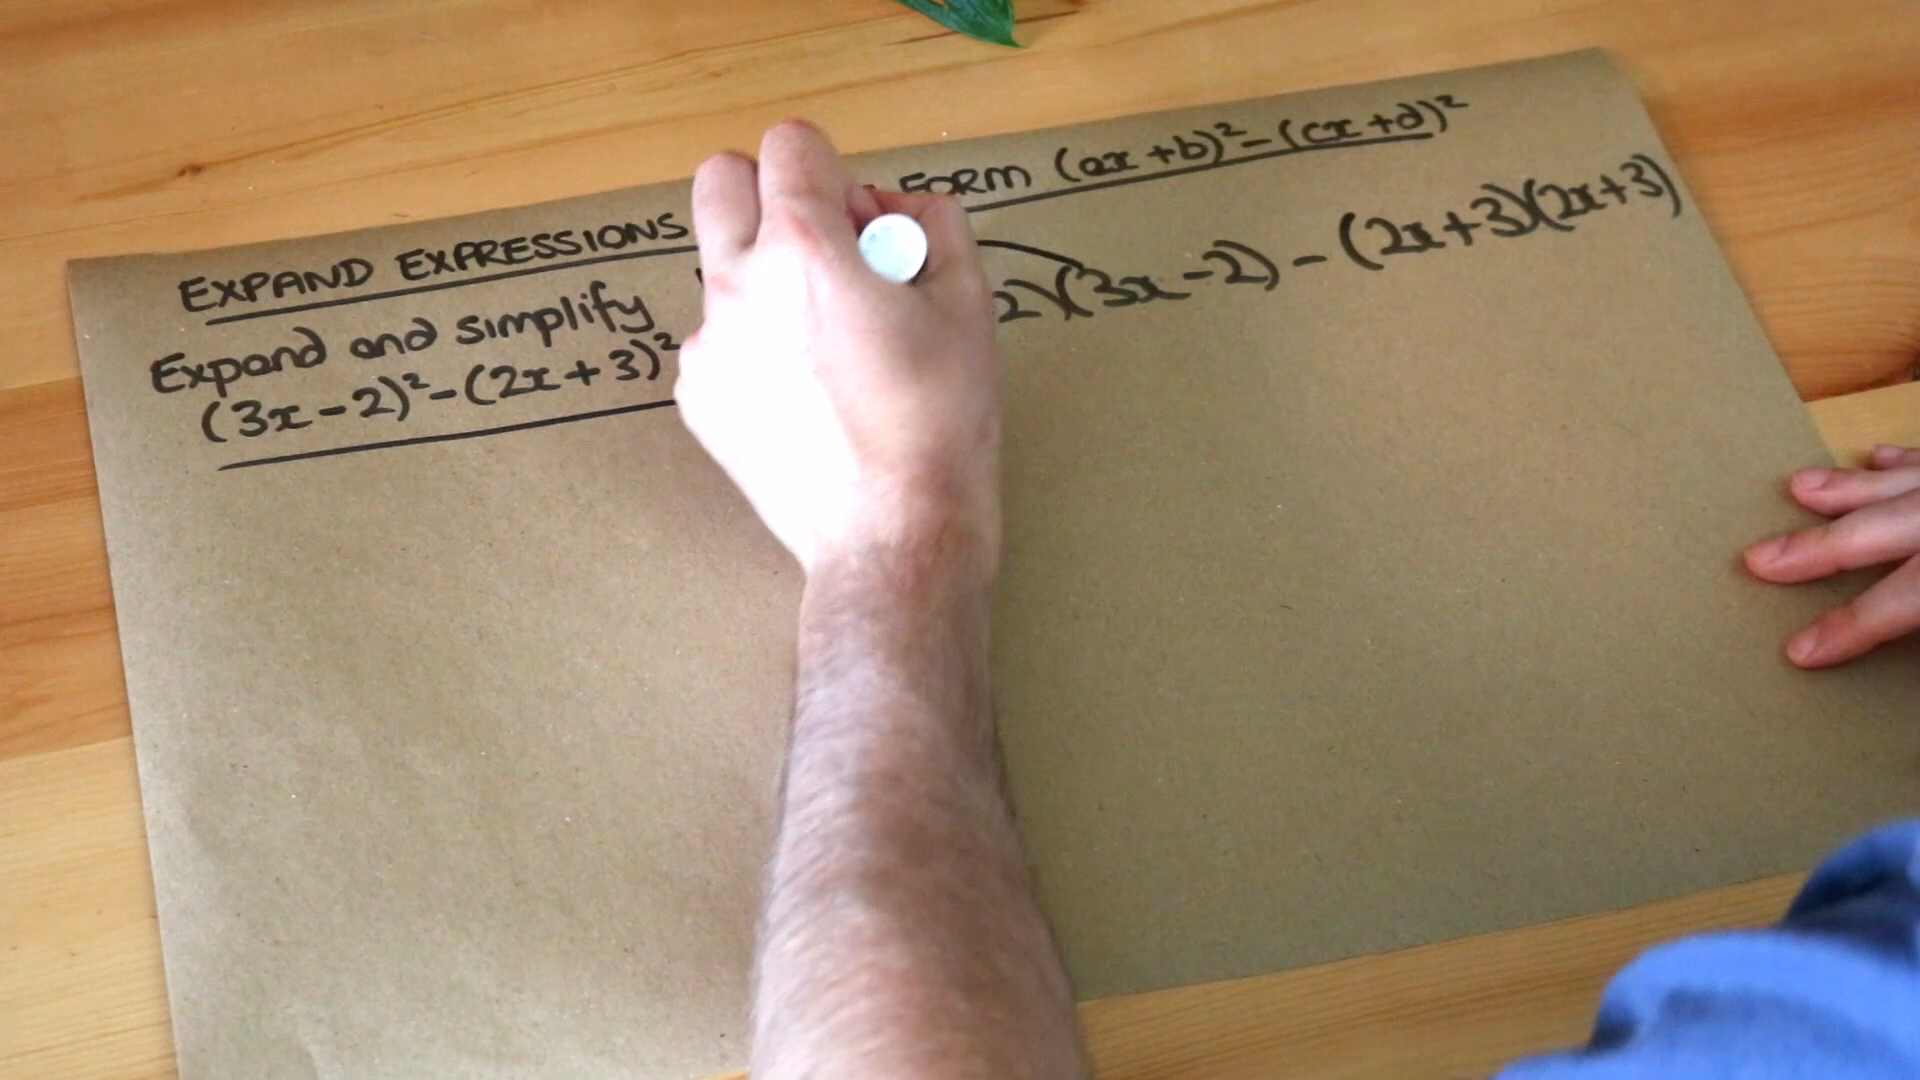 EXPAND EXPRESSIONS FORM (ax+b)²-(cx+d)²
Expand and simplify
(3x-2)²-(2x+3)²
2)(3x-2)-(2x+3)(2x+3)